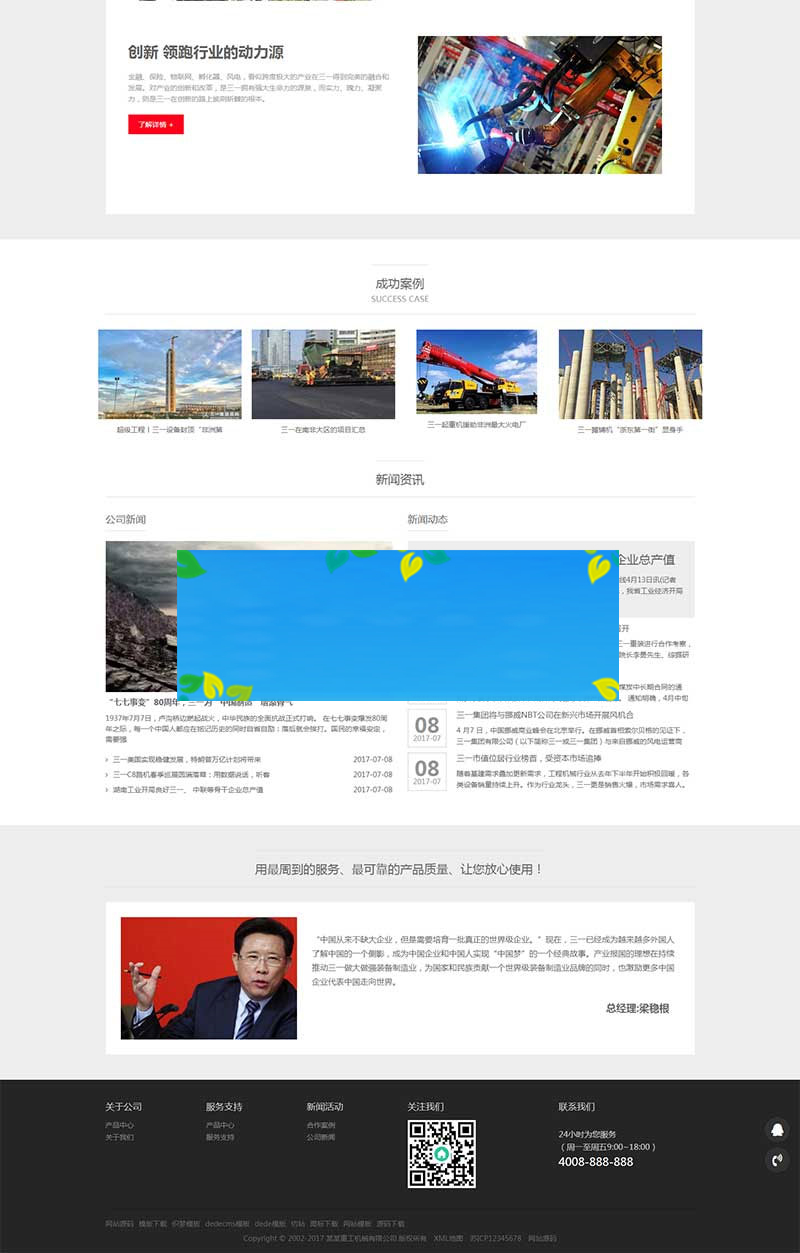 创新 领跑行业的动力源
金融、保险、物联网、孵化器、风电，看似跨度极大的产业在三一得到完美的融合和
发展。对产业的创新和改革，是三一拥有强大生命力的源泉，而实力、魄力、凝聚
力，则是三一在创新的路上披荆斩棘的根本。
了解详情 +
成功案例
SUCCESS CASE
超级工程丨三一设备封顶“非洲第
三一在南非大区的项目汇总
三一起重机援助非洲最大火电厂
三一摊铺机“浙东第一街”显身手
新闻资讯
公司新闻
新闻动态
企业总产值
线4月13日讯(记者
，我省工业经济开局
召开
三一重装进行合作考察，
院长李曼先生、综掘研
煤炭中长期合同的通
通知明确，4月中旬
“七七事变”80周年，三一为“中国制造”增添骨气
1937年7月7日，卢沟桥边燃起战火，中华民族的全面抗战正式打响。 在七七事变爆发80周
年之际，每一个中国人都应在铭记历史的同时自省自励：落后就会挨打。国民的幸福安定，
需要强
› 三一美国实现稳健发展，特朗普万亿计划将带来 2017-07-08
› 三一C8路机春季巡展圆满落幕：用数据说话，听客 2017-07-08
› 湖南工业开局良好三一、 中联等骨干企业总产值 2017-07-08
08
2017-07
三一集团将与挪威NBT公司在新兴市场开展风机合
4 月 7 日，中国挪威商业峰会在北京举行。在挪威首相索尔贝格的见证下，
三一集团有限公司（以下简称三一或三一集团）与来自挪威的风电运营商
08
2017-07
三一市值位居行业榜首，受资本市场追捧
随着基建需求叠加更新需求，工程机械行业从去年下半年开始积极回暖，各
类设备销量持续上升。作为行业龙头，三一更是销售火爆，市场需求喜人。
用最周到的服务、最可靠的产品质量、让您放心使用！
“中国从来不缺大企业，但是需要培育一批真正的世界级企业。”现在，三一已经成为越来越多外国人
了解中国的一个侧影，成为中国企业和中国人实现“中国梦”的一个经典故事。产业报国的理想在持续
推动三一做大做强装备制造业，为国家和民族贡献一个世界级装备制造业品牌的同时，也激励更多中国
企业代表中国走向世界。
总经理:梁稳根
关于公司
产品中心
关于我们
服务支持
产品中心
服务支持
新闻活动
合作案例
公司新闻
关注我们
联系我们
24小时为您服务
（周一至周五9:00~18:00）
4008-888-888
网站源码 模板下载 织梦模板 dedecms模板 dede模板 仿站 图标下载 网站模板 源码下载
Copyright © 2002-2017 某某重工机械有限公司 版权所有 XML地图 苏ICP12345678 网站源码